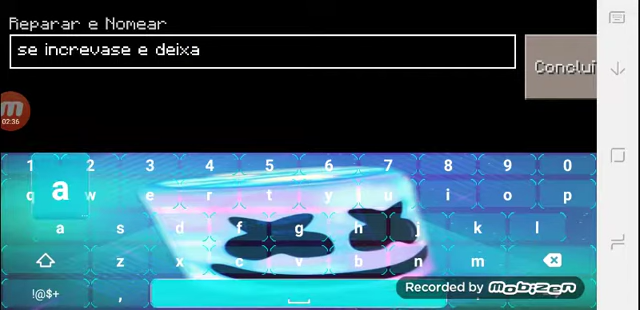 Reparar e Nomear
se increvase e deixa
Conclui
02:36
1 2 3 4 5 6 7 8 9 0
a
q w e r t y u i o p
a s d f g h j k l
z x c v b n m
!@$+ ,
Recorded by mobizen